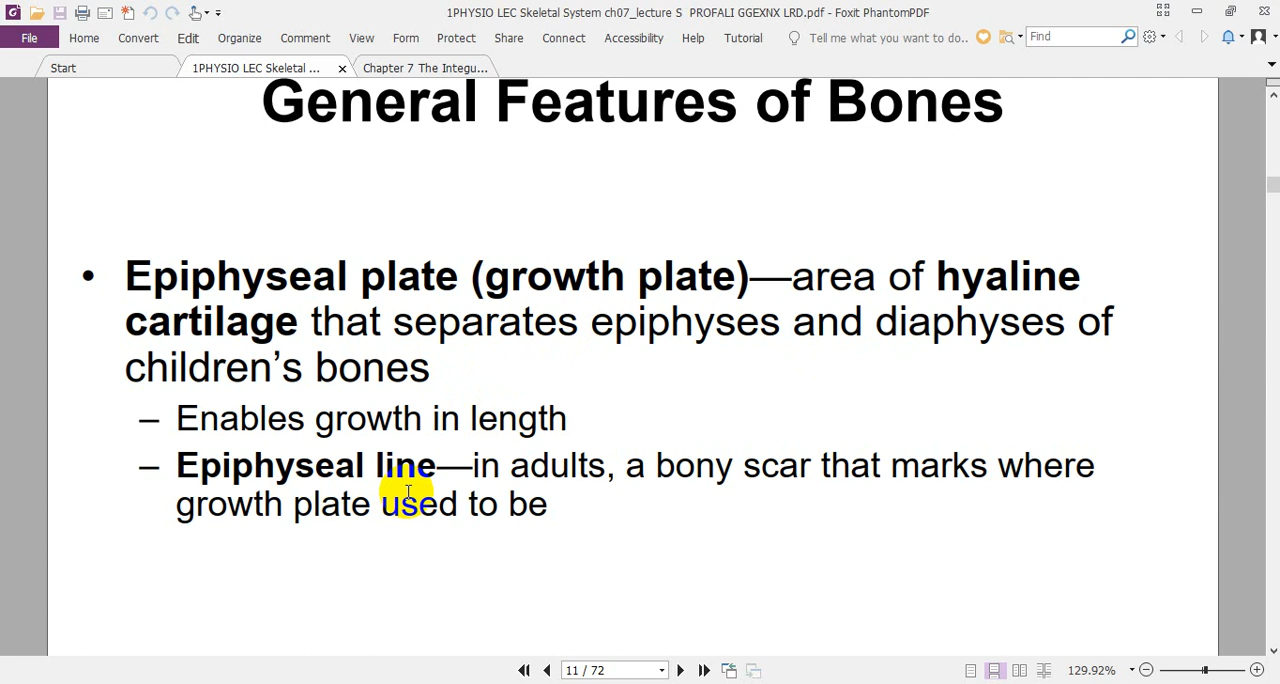 1PHYSIO LEC Skeletal System ch07_lecture S PROFALI GGEXNX LRD.pdf - Foxit PhantomPDF
File Home Convert Edit Organize Comment View Form Protect Share Connect Accessibility Help Tutorial Tell me what you want to do.. Find
Start 1PHYSIO LEC Skeletal ... Chapter 7 The Integu...
General Features of Bones
• Epiphyseal plate (growth plate)—area of hyaline
cartilage that separates epiphyses and diaphyses of
children’s bones
– Enables growth in length
– Epiphyseal line—in adults, a bony scar that marks where
growth plate used to be
11 / 72 129.92%